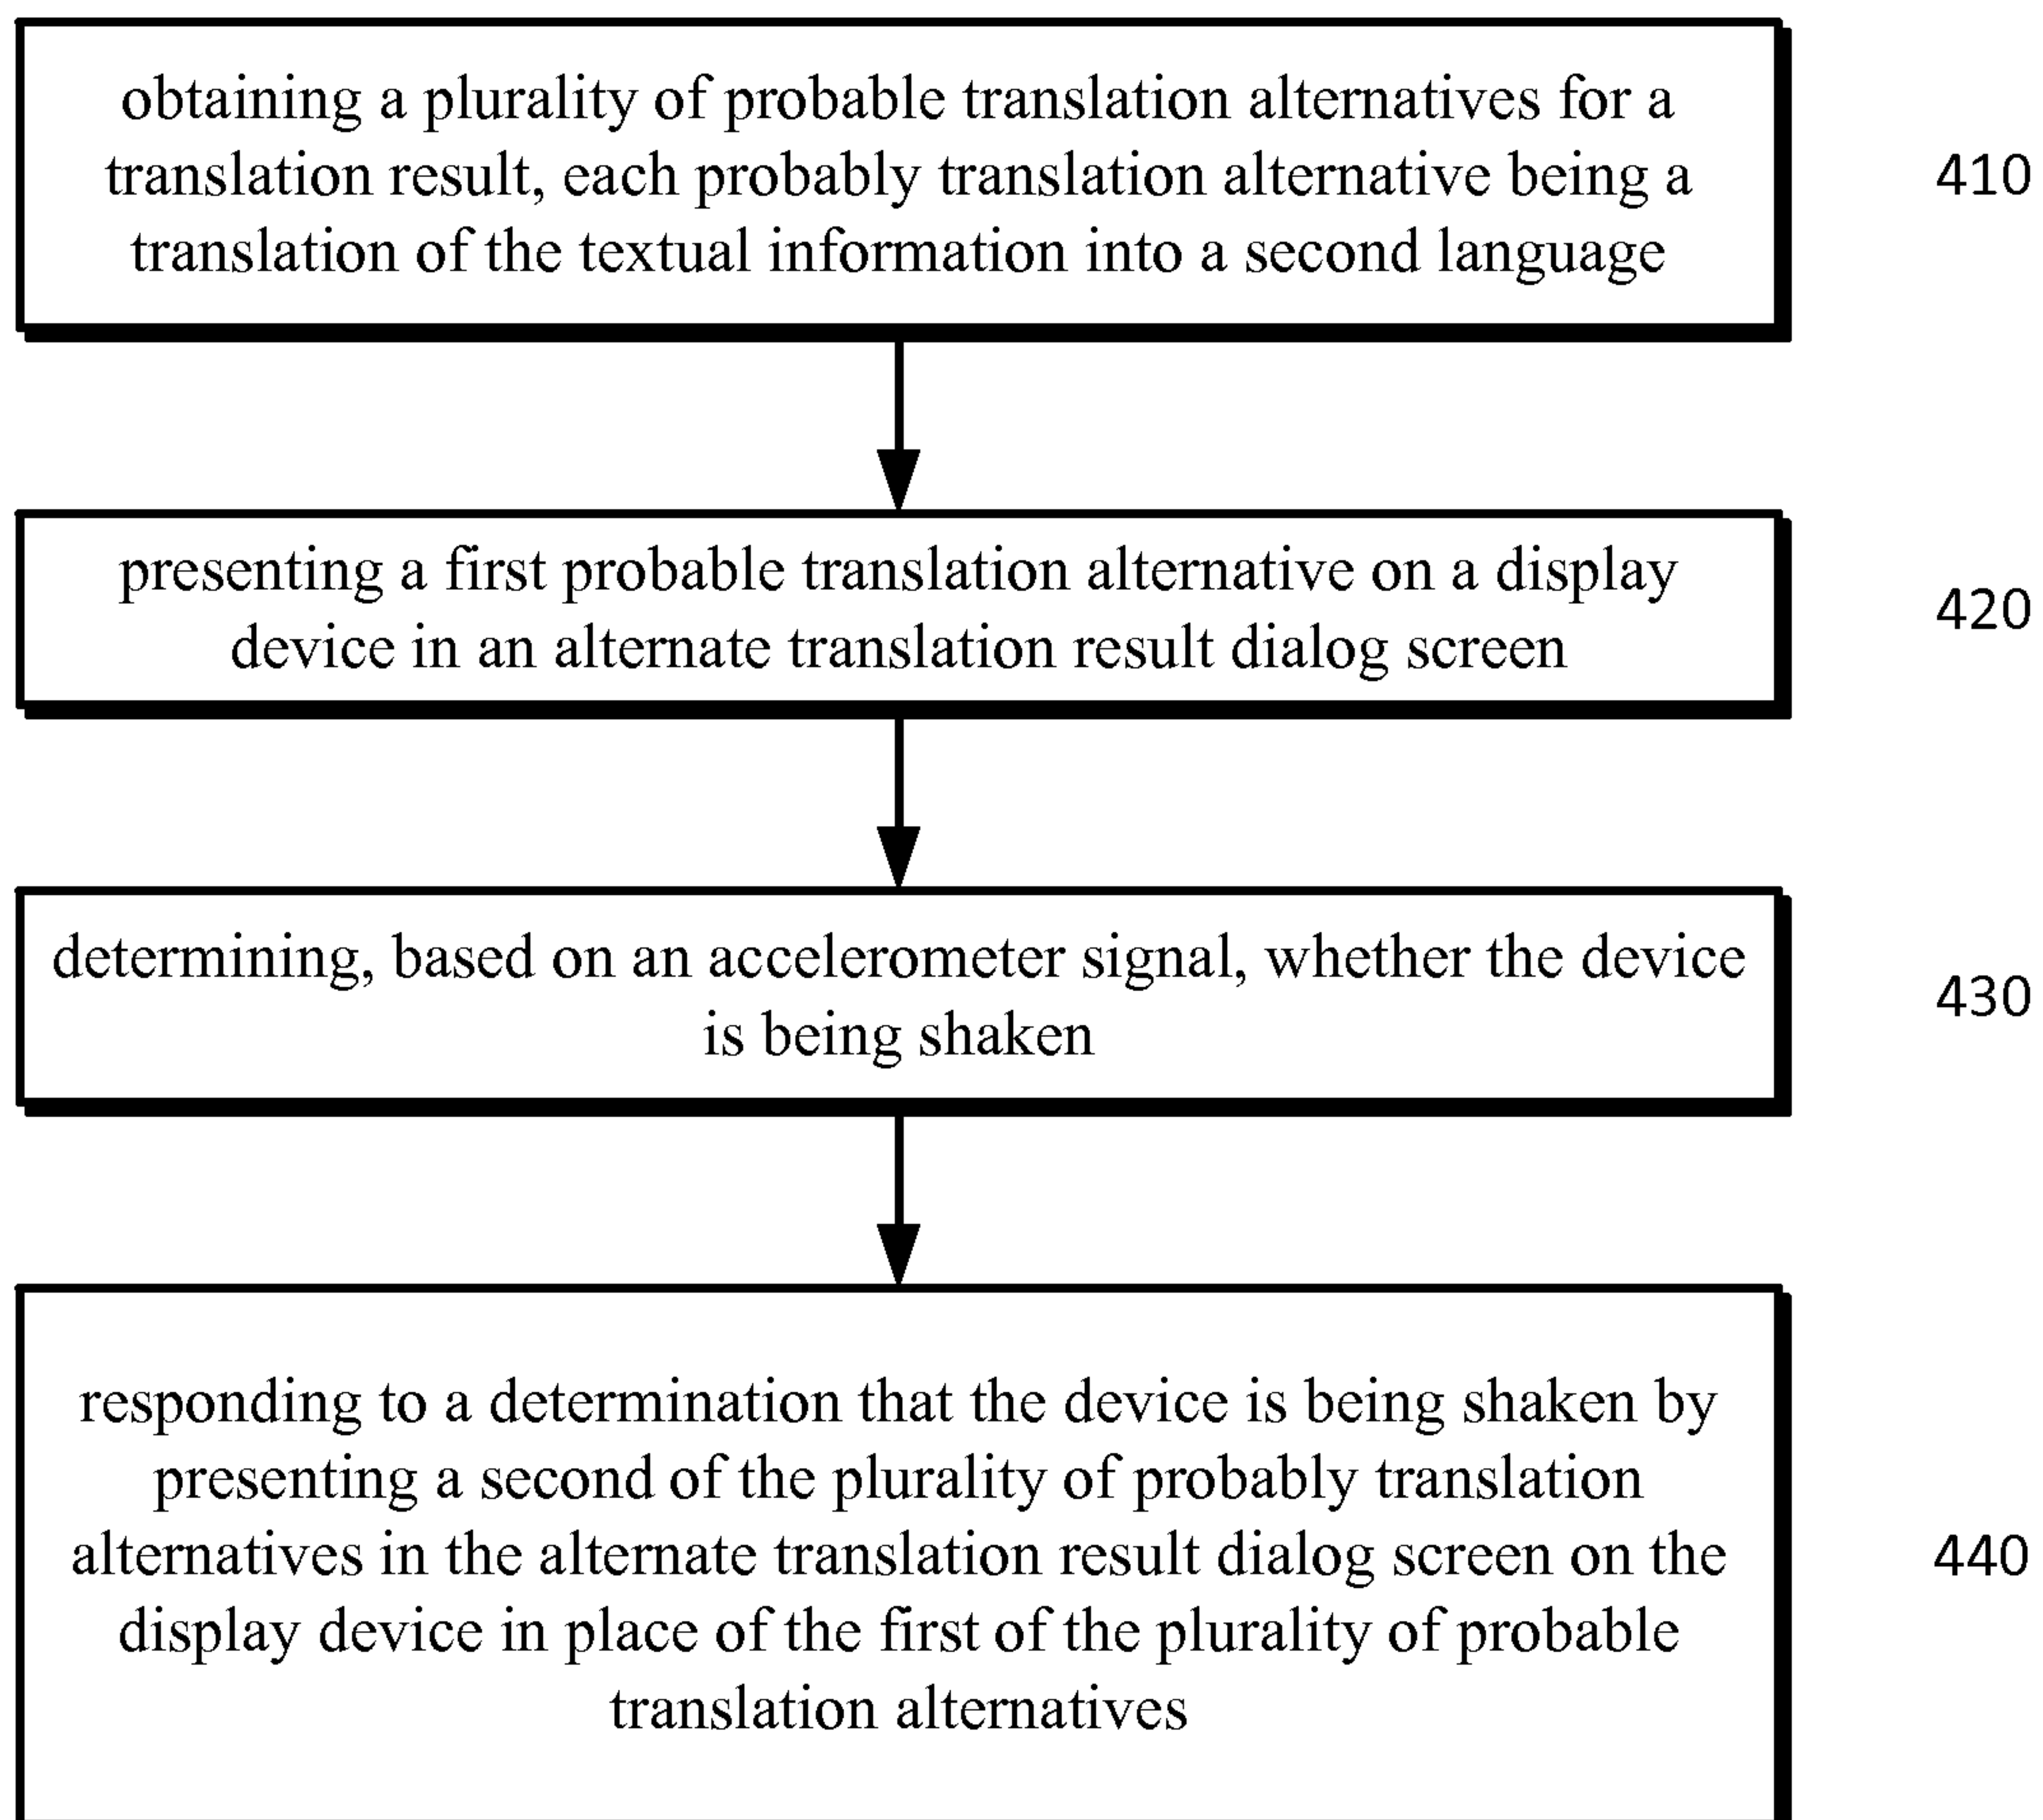 obtaining a plurality of probable translation alternatives for a
translation result, each probably translation alternative being a
translation of the textual information into a second language
410
presenting a first probable translation alternative on a display
device in an alternate translation result dialog screen
420
determining, based on an accelerometer signal, whether the device
is being shaken
430
responding to a determination that the device is being shaken by
presenting a second of the plurality of probably translation
alternatives in the alternate translation result dialog screen on the
display device in place of the first of the plurality of probable
translation alternatives
440